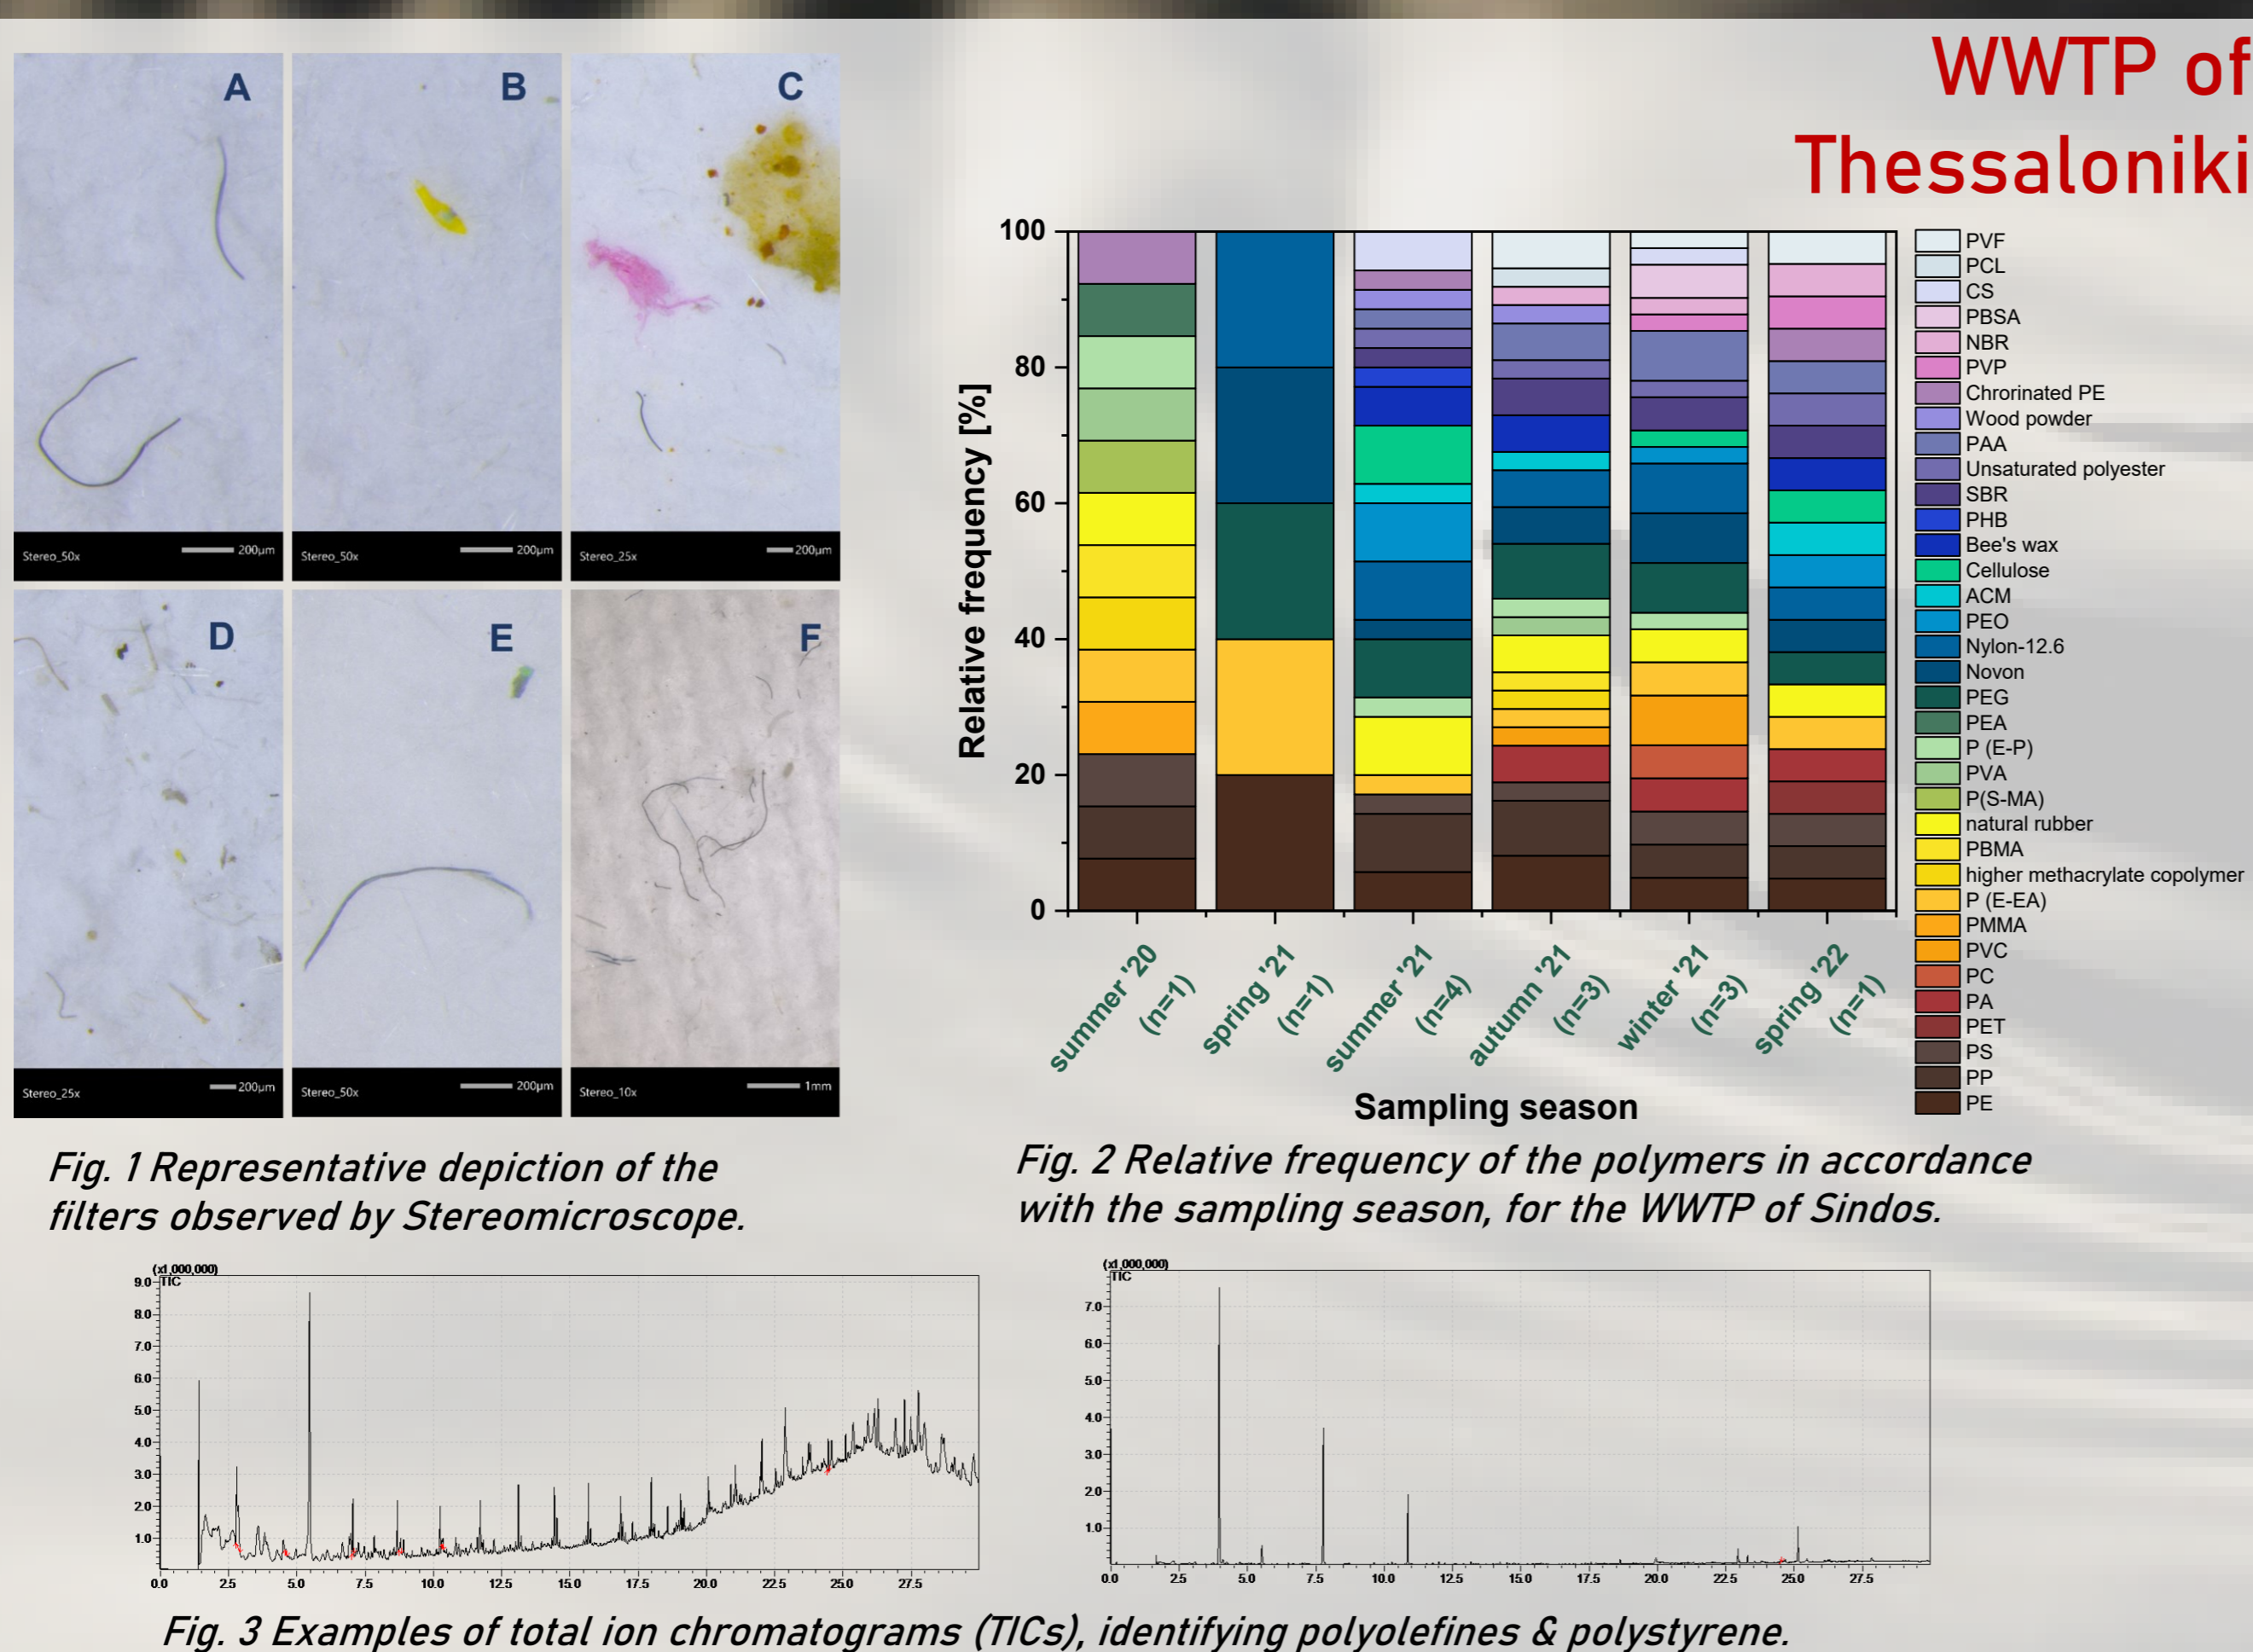 WWTP of
Thessaloniki
A
B
C
Stereo_50x
200µm
Stereo_50x
200µm
Stereo_25x
200µm
D
E
F
Stereo_25x
200µm
Stereo_50x
200µm
Stereo_10x
1mm
Fig. 1 Representative depiction of the
filters observed by Stereomicroscope.
Relative frequency [%]
100
80
60
40
20
0
summer '20
(n=1)
spring '21
(n=1)
summer '21
(n=4)
autumn '21
(n=3)
winter '21
(n=3)
spring '22
(n=1)
Sampling season
PVF
PCL
CS
PBSA
NBR
PVP
Chrorinated PE
Wood powder
PAA
Unsaturated polyester
SBR
PHB
Bee's wax
Cellulose
ACM
PEO
Nylon-12.6
Novon
PEG
PEA
P (E-P)
PVA
P(S-MA)
natural rubber
PBMA
higher methacrylate copolymer
P (E-EA)
PMMA
PVC
PC
PA
PET
PS
PP
PE
Fig. 2 Relative frequency of the polymers in accordance
with the sampling season, for the WWTP of Sindos.
(x1,000,000)
TIC
9.0
8.0
7.0
6.0
5.0
4.0
3.0
2.0
1.0
0.0 2.5 5.0 7.5 10.0 12.5 15.0 17.5 20.0 22.5 25.0 27.5
(x1,000,000)
TIC
7.0
6.0
5.0
4.0
3.0
2.0
1.0
0.0 2.5 5.0 7.5 10.0 12.5 15.0 17.5 20.0 22.5 25.0 27.5
Fig. 3 Examples of total ion chromatograms (TICs), identifying polyolefines & polystyrene.